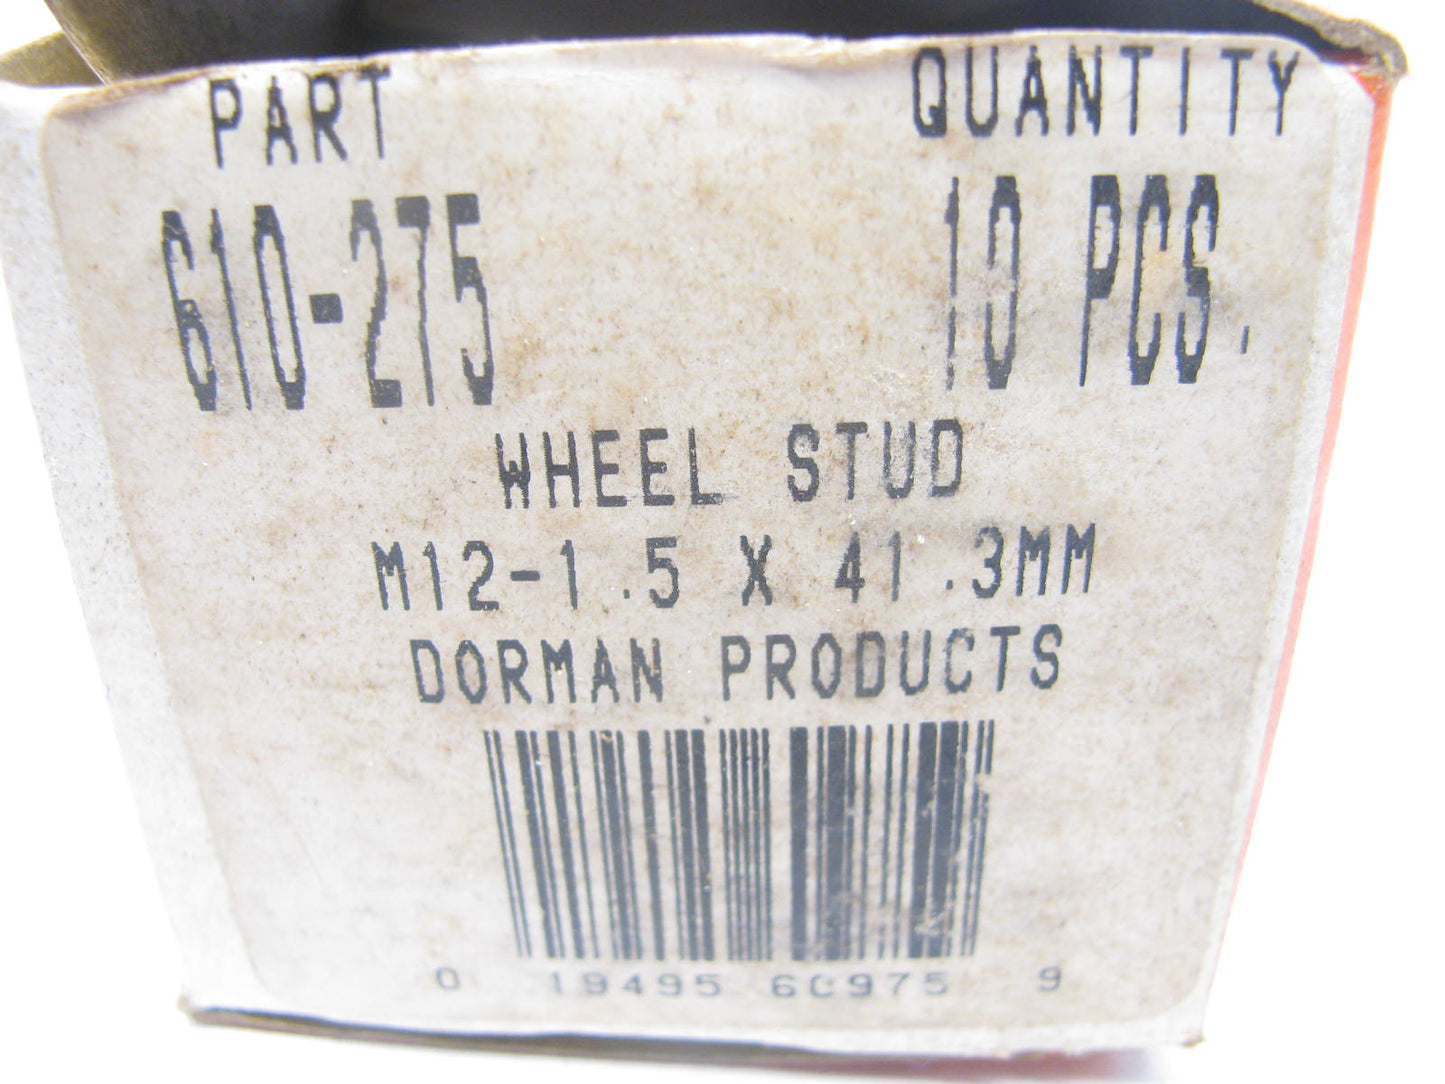 PART QUANTITY
610-275 10 PCS.
WHEEL STUD
M12-1.5 X 41.3MM
DORMAN PRODUCTS
0 19495 60975 9